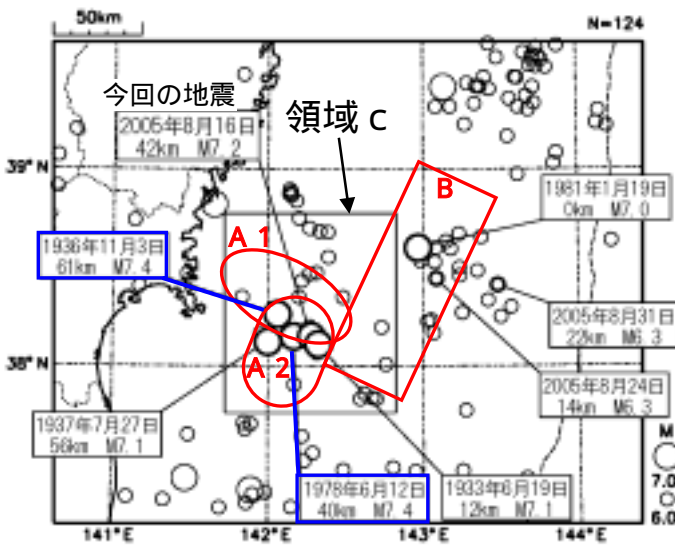 50km
N=124
今回の地震
2005年8月16日
42km M7.2
領域 c
39°N
B
1981年1月19日
0km M7.0
1936年11月3日
61km M7.4
A 1
2005年8月31日
22km M6.3
38°N
A 2
2005年8月24日
14km M6.3
1937年7月27日
56km M7.1
M
7.0
6.0
1978年6月12日
40km M7.4
1933年6月19日
12km M7.1
141°E
142°E
143°E
144°E